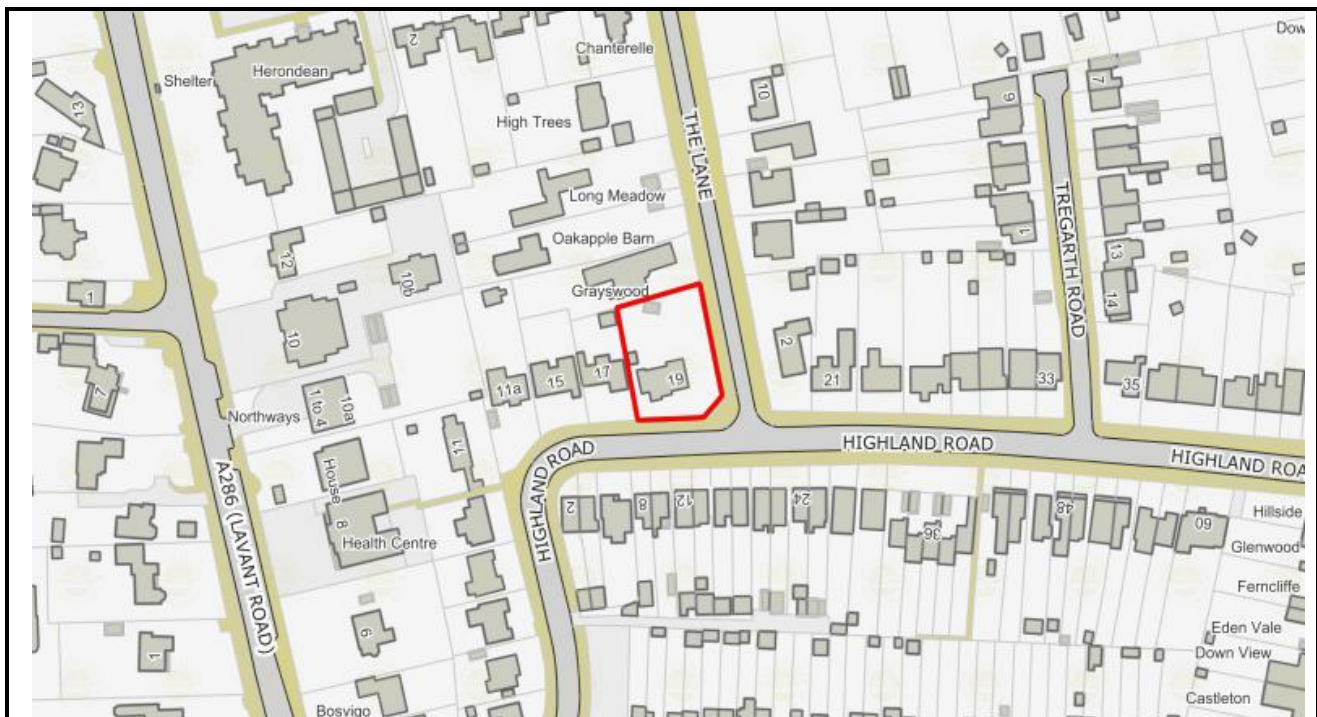 2
Chanterelle
Dow
Shelter
Herondean
13
10
9
7
High Trees
THE LANE
Long Meadow
TREGARTH ROAD
12
Oakapple Barn
1
13
10b
1
Grayswood
14
10
2
21
33
35
7
1 to 4
10a
11a
15
17
19
Northways
11
HIGHLAND ROAD
HIGHLAND ROAD
HIGHLAND ROA
A286 (LAVANT ROAD)
House
8
Health Centre
2
8
12
24
36
48
60
Hillside
Glenwood
Ferncliffe
6
1
Eden Vale
Down View
Castleton
Bosvigo